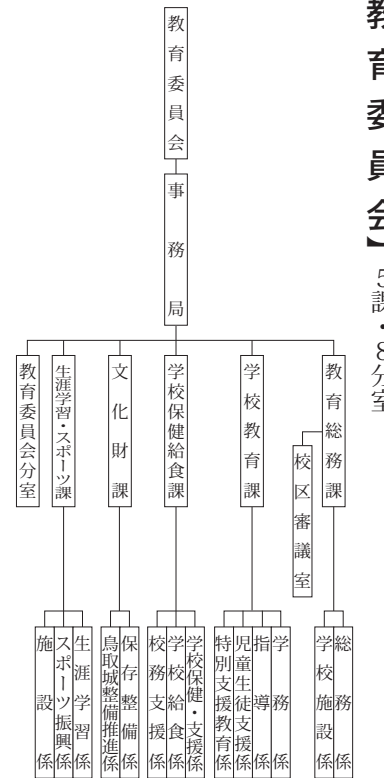 教育委員会】 5課・8分室
教育委員会
事務局
教育総務課
校区審議室
学校教育課
学校保健給食課
文化財課
生涯学習・スポーツ課
教育委員会分室
総務係
学校施設係
学務係
指導係
児童生徒支援係
特別支援教育係
学校保健・支援係
学校給食係
校務支援係
保存整備係
鳥取城整備推進係
生涯学習係
スポーツ振興係
施設係